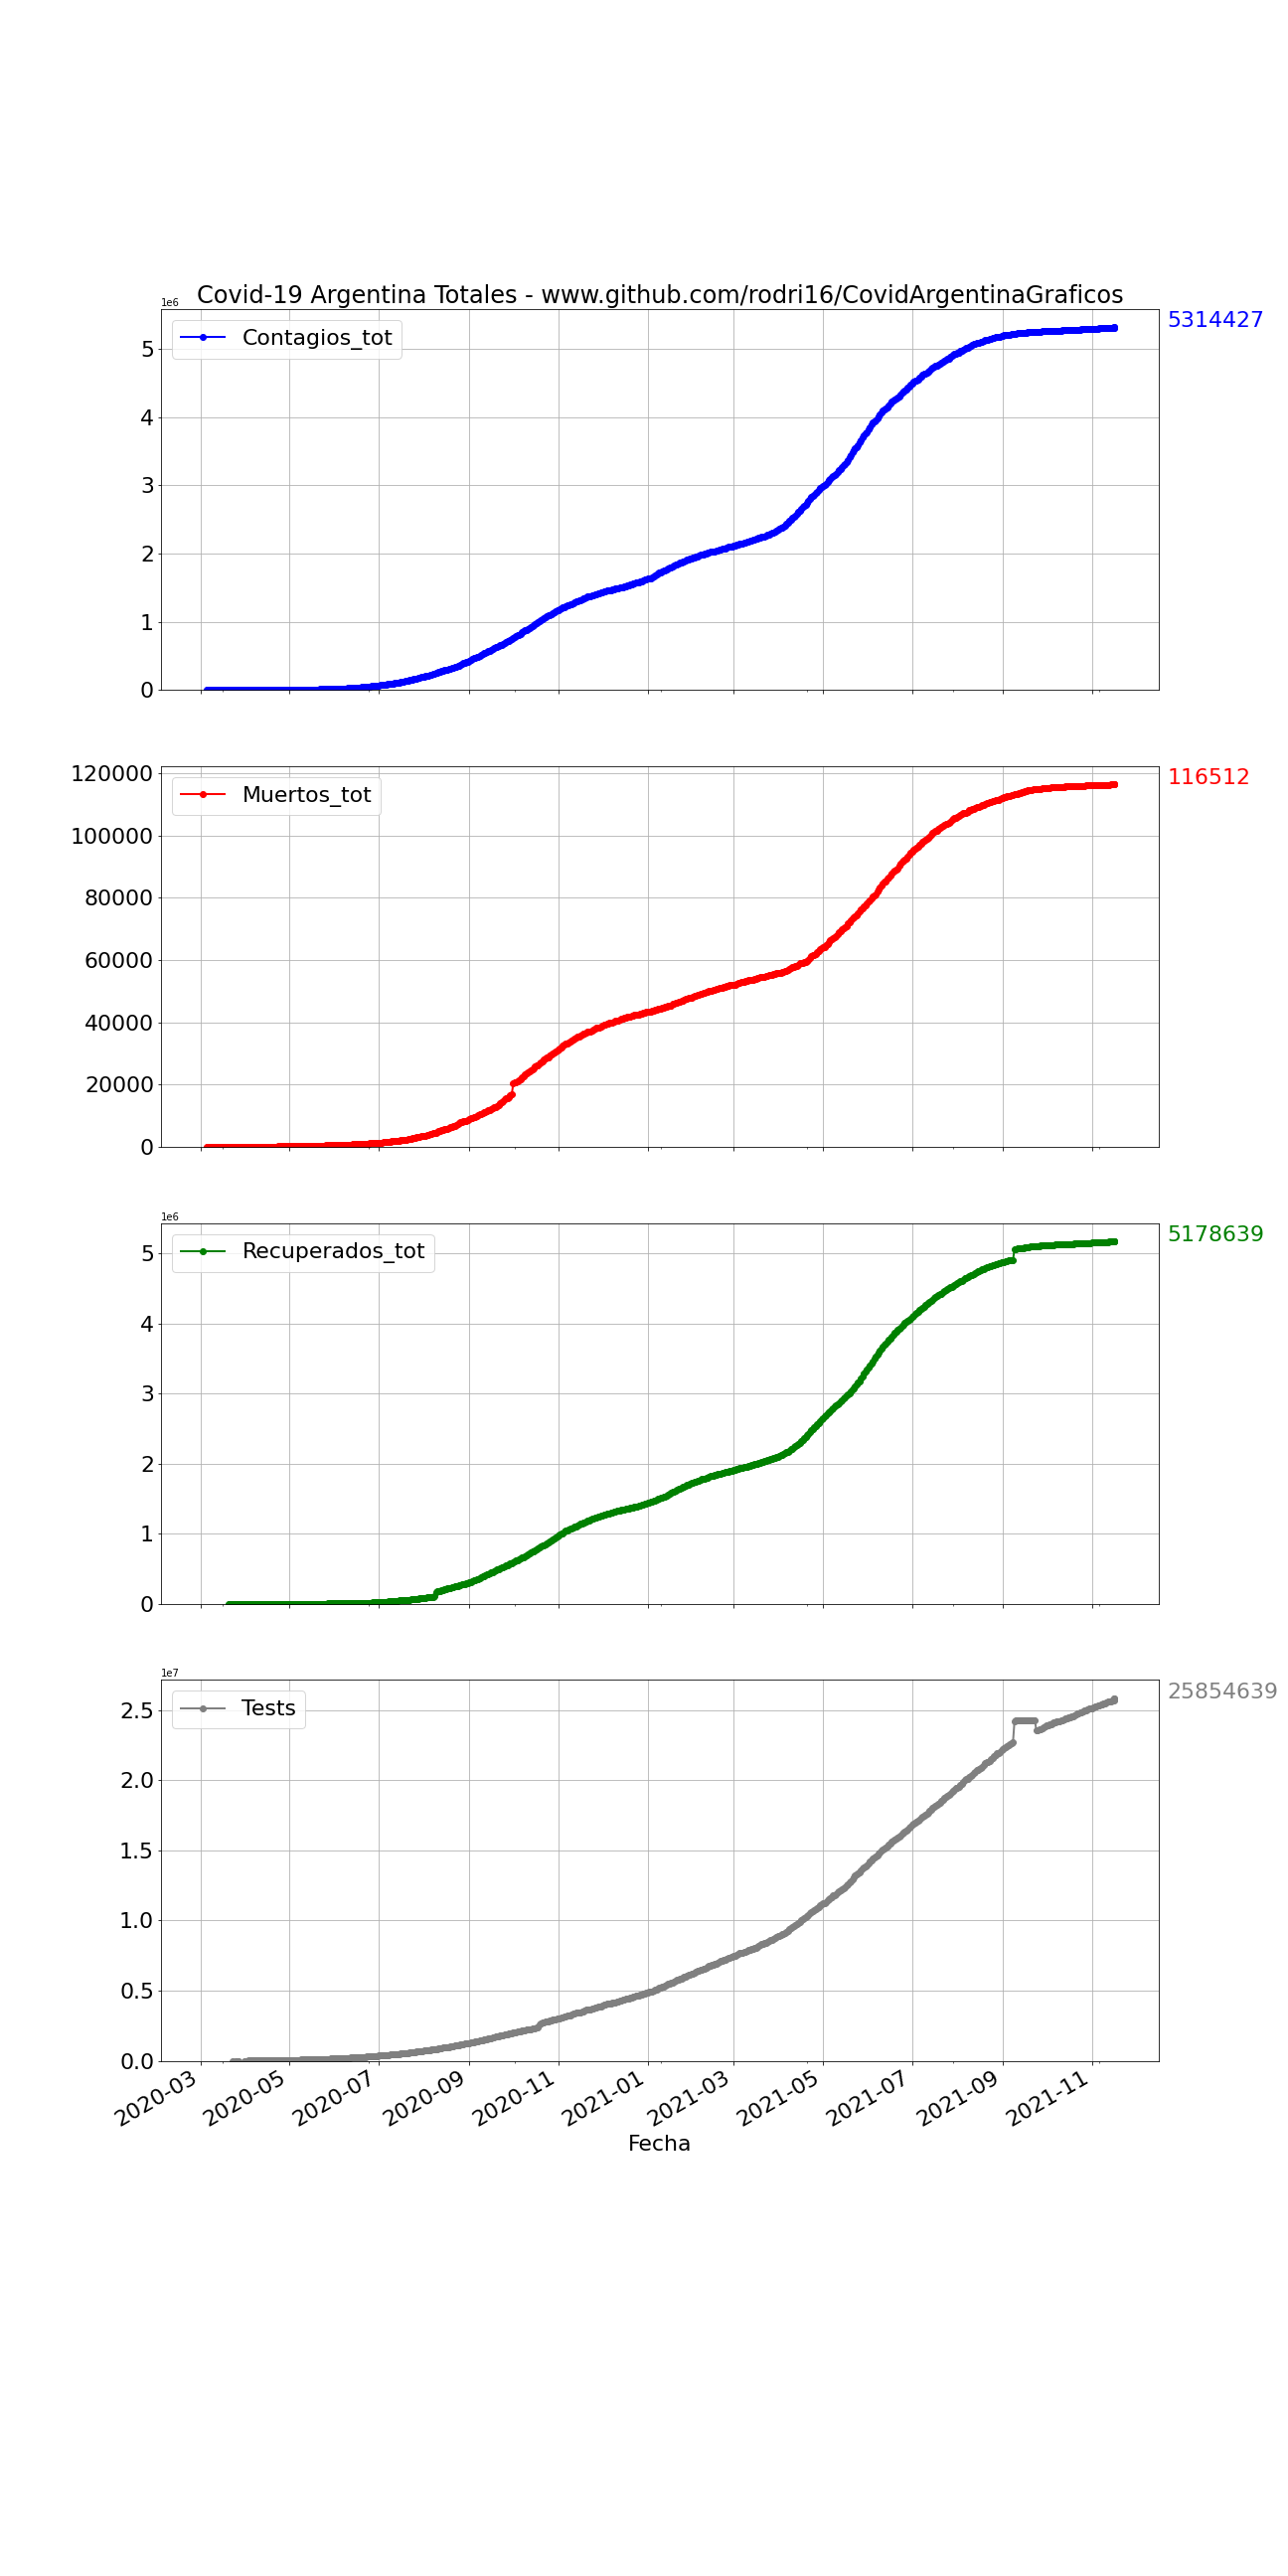 Covid-19 Argentina Totales - www.github.com/rodri16/CovidArgentinaGraficos
1e6
5314427
Contagios_tot
5
4
3
2
1
0
116512
Muertos_tot
120000
100000
80000
60000
40000
20000
0
1e6
5178639
Recuperados_tot
5
4
3
2
1
0
1e7
25854639
Tests
2.5
2.0
1.5
1.0
0.5
0.0
2020-03 2020-05 2020-07 2020-09 2020-11 2021-01 2021-03 2021-05 2021-07 2021-09 2021-11
Fecha